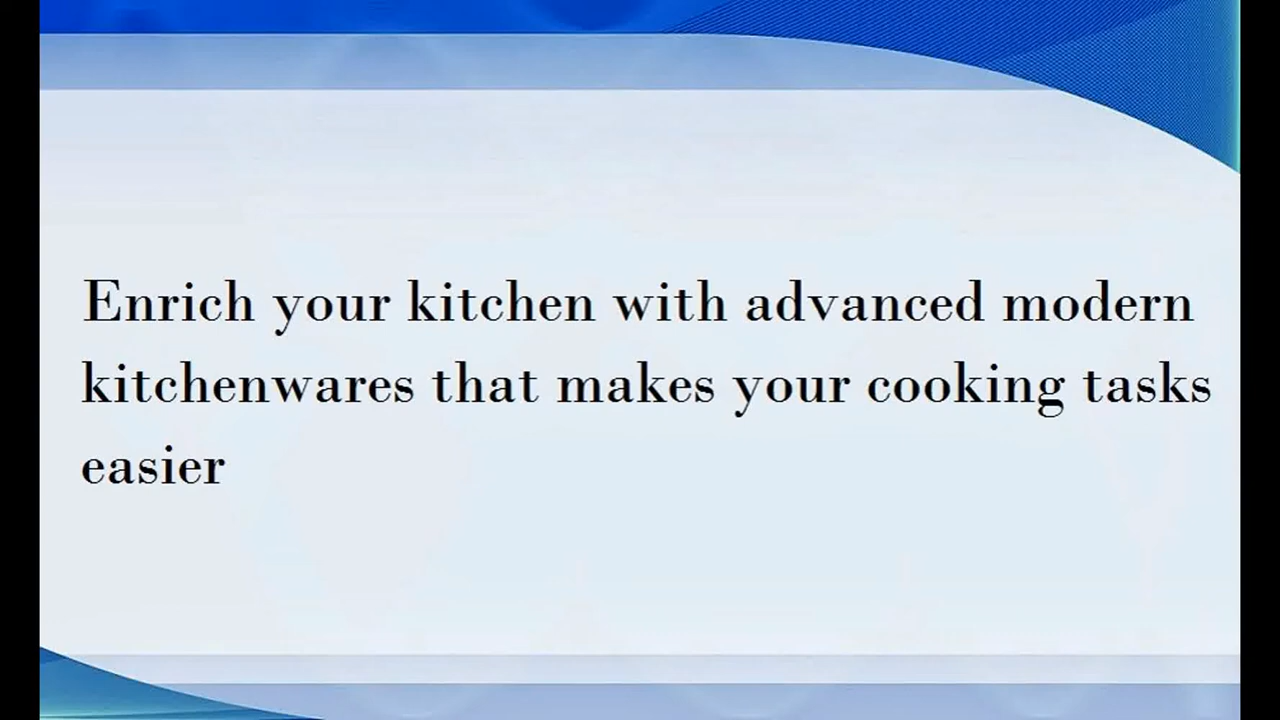 Enrich your kitchen with advanced modern
kitchenwares that makes your cooking tasks
easier